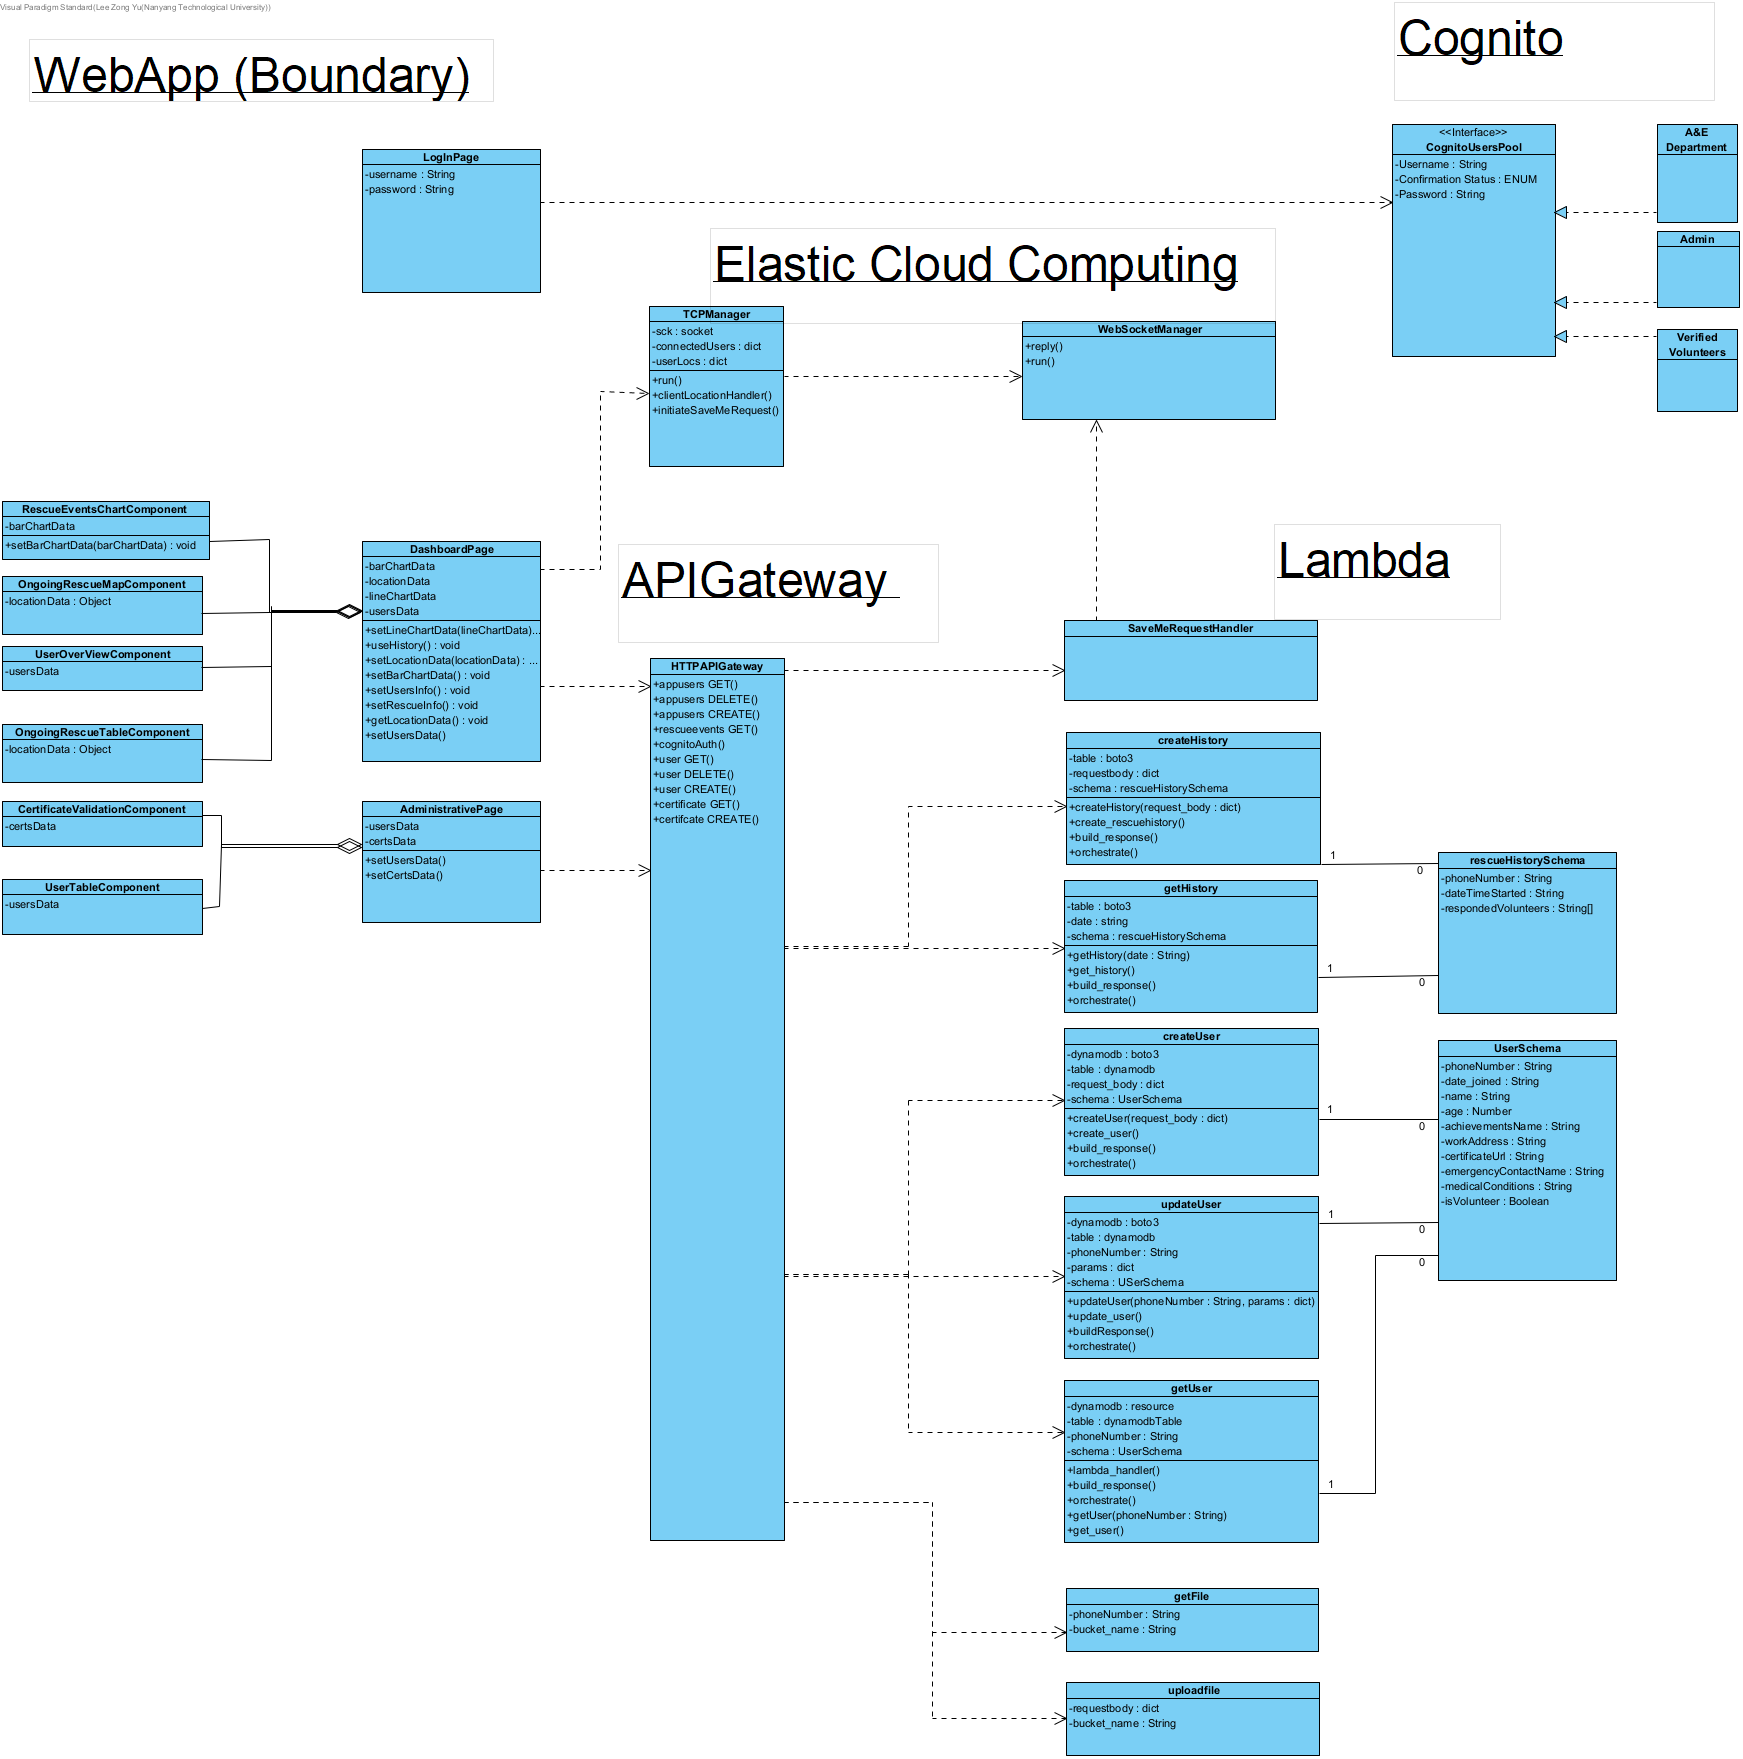 Visual Paradigm Standard(Lee Zong Yu(Nanyang Technological University))
WebApp (Boundary)
Cognito
LogInPage
-username : String
-password : String
<<Interface>>
CognitoUsersPool
-Username : String
-Confirmation Status : ENUM
-Password : String
A&E
Department
Admin
Verified
Volunteers
Elastic Cloud Computing
TCPManager
-sck : socket
-connectedUsers : dict
-userLocs : dict
+run()
+clientLocationHandler()
+initiateSaveMeRequest()
WebSocketManager
+reply()
+run()
RescueEventsChartComponent
-barChartData
+setBarChartData(barChartData) : void
OngoingRescueMapComponent
-locationData : Object
UserOverViewComponent
-usersData
OngoingRescueTableComponent
-locationData : Object
CertificateValidationComponent
-certsData
UserTableComponent
-usersData
DashboardPage
-barChartData
-locationData
-lineChartData
-usersData
+setLineChartData(lineChartData)...
+useHistory() : void
+setLocationData(locationData) : ...
+setBarChartData() : void
+setUsersInfo() : void
+setRescueInfo() : void
+getLocationData() : void
+setUsersData()
AdministrativePage
-usersData
-certsData
+setUsersData()
+setCertsData()
APIGateway
HTTPAPIGateway
+appusers GET()
+appusers DELETE()
+appusers CREATE()
+rescueevents GET()
+cognitoAuth()
+user GET()
+user DELETE()
+user CREATE()
+certificate GET()
+certifcate CREATE()
Lambda
SaveMeRequestHandler
createHistory
-table : boto3
-requestbody : dict
-schema : rescueHistorySchema
+createHistory(request_body : dict)
+create_rescuehistory()
+build_response()
+orchestrate()
1
0
getHistory
-table : boto3
-date : string
-schema : rescueHistorySchema
+getHistory(date : String)
+get_history()
+build_response()
+orchestrate()
1
0
rescueHistorySchema
-phoneNumber : String
-dateTimeStarted : String
-respondedVolunteers : String[]
createUser
-dynamodb : boto3
-table : dynamodb
-request_body : dict
-schema : UserSchema
+createUser(request_body : dict)
+create_user()
+build_response()
+orchestrate()
1
0
UserSchema
-phoneNumber : String
-date_joined : String
-name : String
-age : Number
-achievementsName : String
-workAddress : String
-certificateUrl : String
-emergencyContactName : String
-medicalConditions : String
-isVolunteer : Boolean
updateUser
-dynamodb : boto3
-table : dynamodb
-phoneNumber : String
-params : dict
-schema : USerSchema
+updateUser(phoneNumber : String, params : dict)
+update_user()
+buildResponse()
+orchestrate()
1
0
0
getUser
-dynamodb : resource
-table : dynamodbTable
-phoneNumber : String
-schema : UserSchema
+lambda_handler()
+build_response()
+orchestrate()
+getUser(phoneNumber : String)
+get_user()
1
getFile
-phoneNumber : String
-bucket_name : String
uploadfile
-requestbody : dict
-bucket_name : String